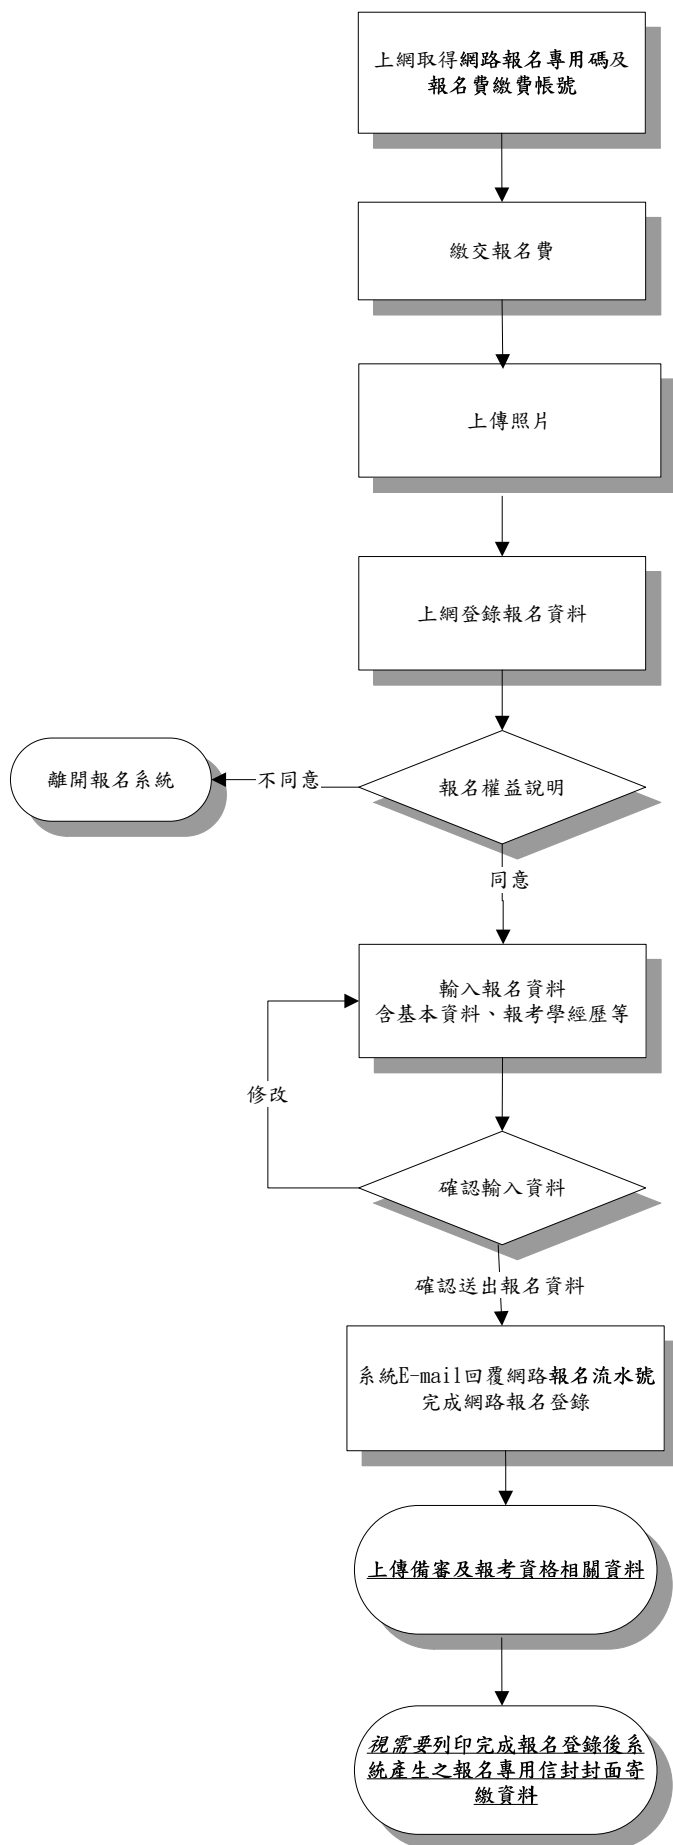 上網取得網路報名專用碼及
報名費繳費帳號
繳交報名費
上傳照片
上網登錄報名資料
離開報名系統
不同意
報名權益說明
同意
輸入報名資料
含基本資料、報考學經歷等
修改
確認輸入資料
確認送出報名資料
系統E-mail回覆網路報名流水號
完成網路報名登錄
上傳備審及報考資格相關資料
視需要列印完成報名登錄後系
統產生之報名專用信封封面寄
繳資料